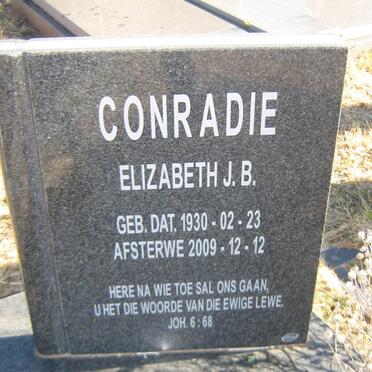 CONRADIE
ELIZABETH J. B.
GEB. DAT. 1930 - 02 - 23
AFSTERWE 2009 - 12 - 12
HERE NA WIE TOE SAL ONS GAAN,
U HET DIE WOORDE VAN DIE EWIGE LEWE.
JOH. 6 : 68